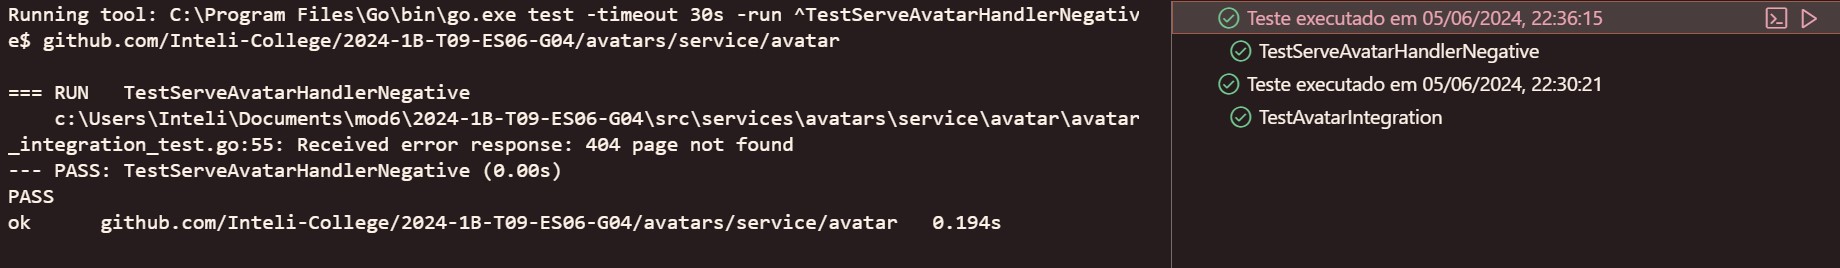 Running tool: C:\Program Files\Go\bin\go.exe test -timeout 30s -run ^TestServeAvatarHandlerNegativ
e$ github.com/Inteli-College/2024-1B-T09-ES06-G04/avatars/service/avatar
=== RUN   TestServeAvatarHandlerNegative
    c:\Users\Inteli\Documents\mod6\2024-1B-T09-ES06-G04\src\services\avatars\service\avatar\avatar
_integration_test.go:55: Received error response: 404 page not found
--- PASS: TestServeAvatarHandlerNegative (0.00s)
PASS
ok      github.com/Inteli-College/2024-1B-T09-ES06-G04/avatars/service/avatar   0.194s
Teste executado em 05/06/2024, 22:36:15
TestServeAvatarHandlerNegative
Teste executado em 05/06/2024, 22:30:21
TestAvatarIntegration